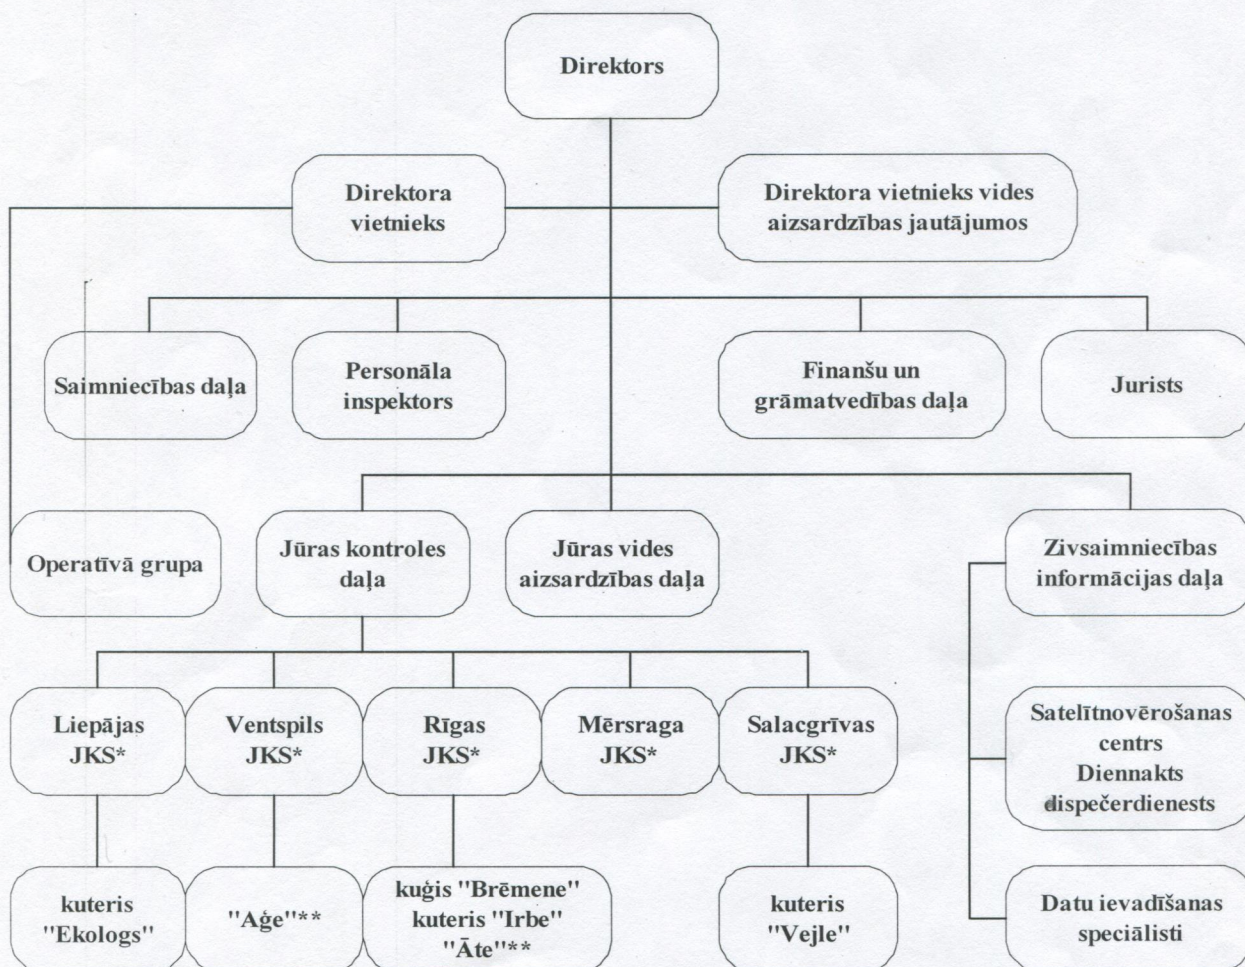 Direktors
Direktora
vietnieks
Direktora vietnieks vides
aizsardzības jautājumos
Saimniecības daļa
Personāla
inspektors
Finanšu un
grāmatvedības daļa
Jurists
Operatīvā grupa
Jūras kontroles
daļa
Jūras vides
aizsardzības daļa
Zivsaimniecības
informācijas daļa
Liepājas
JKS*
Ventspils
JKS*
Rīgas
JKS*
Mērsraga
JKS*
Salacgrīvas
JKS*
Satelītnovērošanas
centrs
Diennakts
dispečerdienests
kuteris
"Ekologs"
"Aģe"**
kuģis "Brēmene"
kuteris "Irbe"
"Āte"**
kuteris
"Vejle"
Datu ievadīšanas
speciālisti